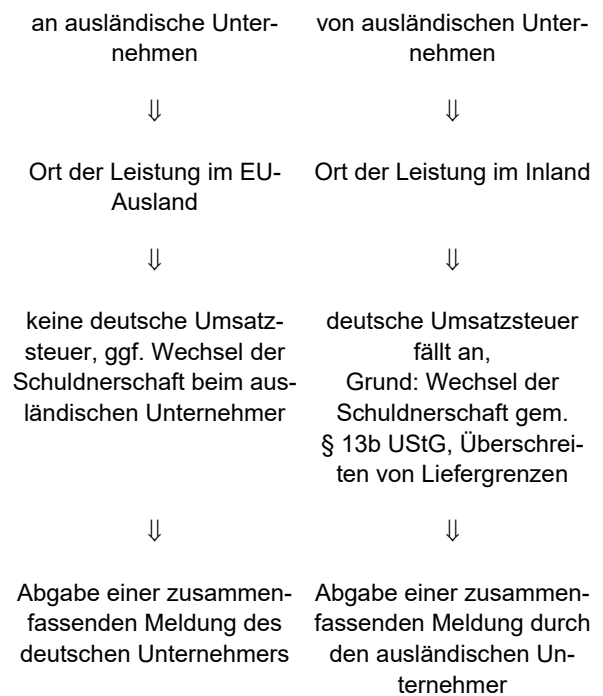 an ausländische Unter-
nehmen
⇓
Ort der Leistung im EU-
Ausland
⇓
keine deutsche Umsatz-
steuer, ggf. Wechsel der
Schuldnerschaft beim aus-
ländischen Unternehmer
⇓
Abgabe einer zusammen-
fassenden Meldung des
deutschen Unternehmers
von ausländischen Unter-
nehmen
⇓
Ort der Leistung im Inland
⇓
deutsche Umsatzsteuer
fällt an,
Grund: Wechsel der
Schuldnerschaft gem.
§ 13b UStG, Überschrei-
ten von Liefergrenzen
⇓
Abgabe einer zusammen-
fassenden Meldung durch
den ausländischen Un-
ternehmer